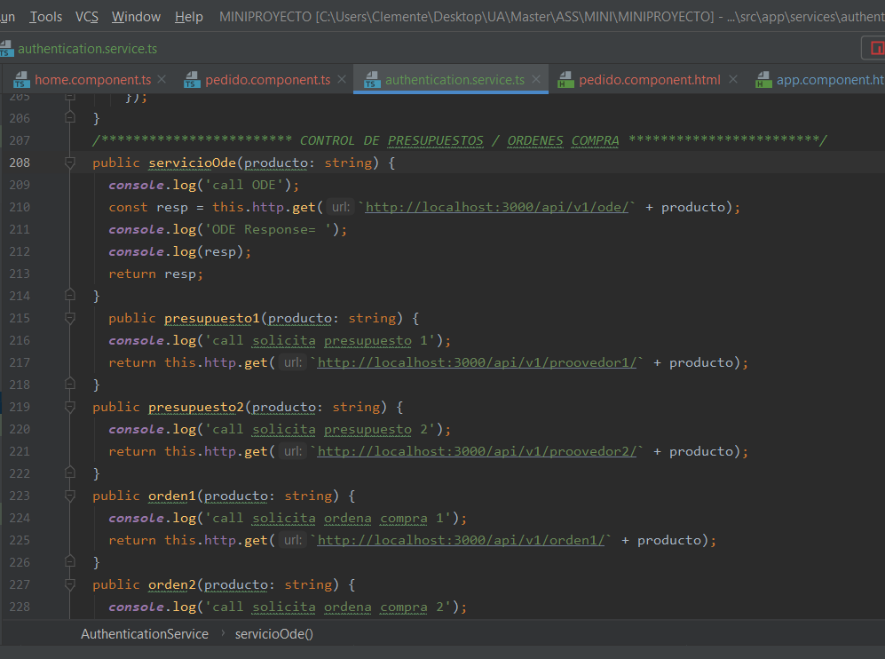 un Tools VCS Window Help MINIPROYECTO [C:\Users\Clemente\Desktop\UA\Master\ASS\MINI\MINIPROYECTO] - ...\src\app\services\authent
authentication.service.ts
home.component.ts × pedido.component.ts × authentication.service.ts × pedido.component.html × app.component.ht
205 });
206 }
207 /************************ CONTROL DE PRESUPUESTOS / ORDENES COMPRA ************************/
208 public servicioOde(producto: string) {
209 console.log('call ODE');
210 const resp = this.http.get( url: `http://localhost:3000/api/v1/ode/` + producto);
211 console.log('ODE Response= ');
212 console.log(resp);
213 return resp;
214 }
215 public presupuesto1(producto: string) {
216 console.log('call solicita presupuesto 1');
217 return this.http.get( url: `http://localhost:3000/api/v1/proovedor1/` + producto);
218 }
219 public presupuesto2(producto: string) {
220 console.log('call solicita presupuesto 2');
221 return this.http.get( url: `http://localhost:3000/api/v1/proovedor2/` + producto);
222 }
223 public orden1(producto: string) {
224 console.log('call solicita ordena compra 1');
225 return this.http.get( url: `http://localhost:3000/api/v1/orden1/` + producto);
226 }
227 public orden2(producto: string) {
228 console.log('call solicita ordena compra 2');
AuthenticationService › servicioOde()